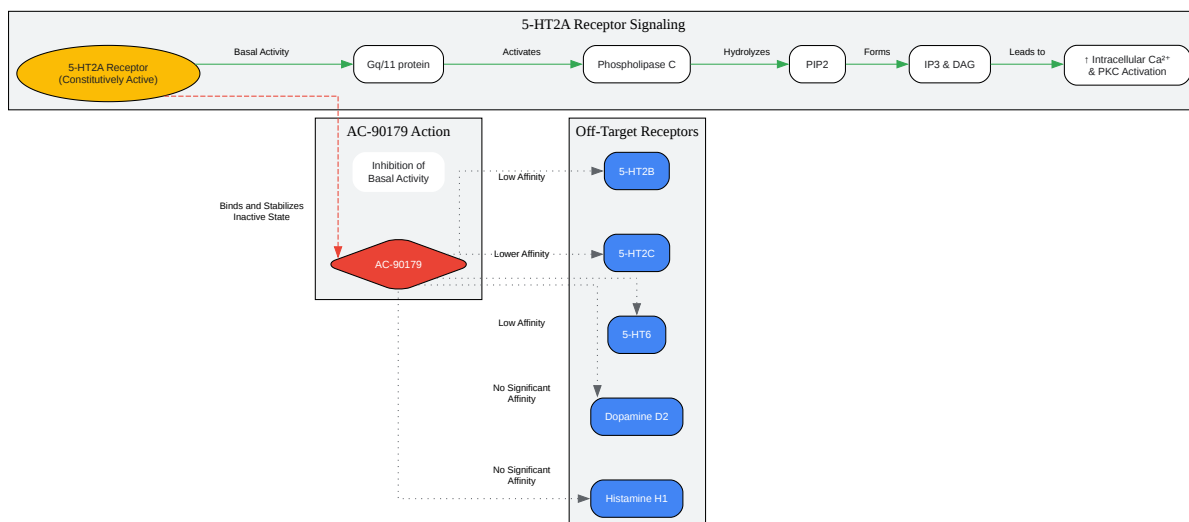 5-HT2A Receptor Signaling
5-HT2A Receptor
(Constitutively Active)
Basal Activity
Gq/11 protein
Activates
Phospholipase C
Hydrolyzes
PIP2
Forms
IP3 & DAG
Leads to
↑ Intracellular Ca²⁺
& PKC Activation
AC-90179 Action
Inhibition of
Basal Activity
Binds and Stabilizes
Inactive State
AC-90179
Off-Target Receptors
Low Affinity
5-HT2B
Lower Affinity
5-HT2C
Low Affinity
5-HT6
No Significant
Affinity
Dopamine D2
No Significant
Affinity
Histamine H1